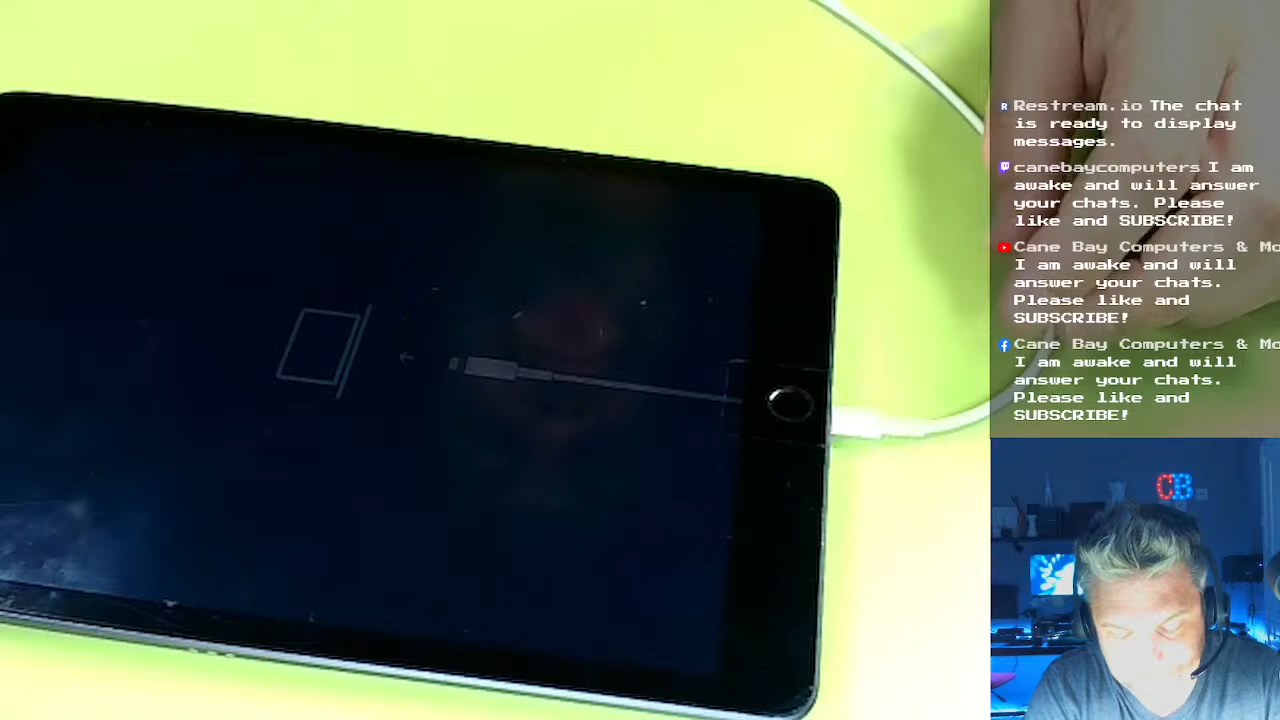 Restream.io The chat
is ready to display
messages.
canebaycomputers I am
awake and will answer
your chats. Please
like and SUBSCRIBE!
Cane Bay Computers & Mo
I am awake and will
answer your chats.
Please like and
SUBSCRIBE!
Cane Bay Computers & Mo
I am awake and will
answer your chats.
Please like and
SUBSCRIBE!
CB